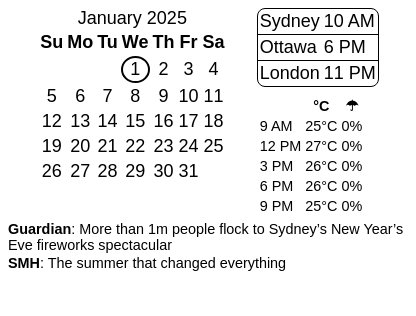 January 2025
Su Mo Tu We Th Fr Sa
1 2 3 4
5 6 7 8 9 10 11
12 13 14 15 16 17 18
19 20 21 22 23 24 25
26 27 28 29 30 31
Sydney 10 AM
Ottawa 6 PM
London 11 PM
°C ☂
9 AM 25°C 0%
12 PM 27°C 0%
3 PM 26°C 0%
6 PM 26°C 0%
9 PM 25°C 0%
Guardian: More than 1m people flock to Sydney’s New Year’s
Eve fireworks spectacular
SMH: The summer that changed everything